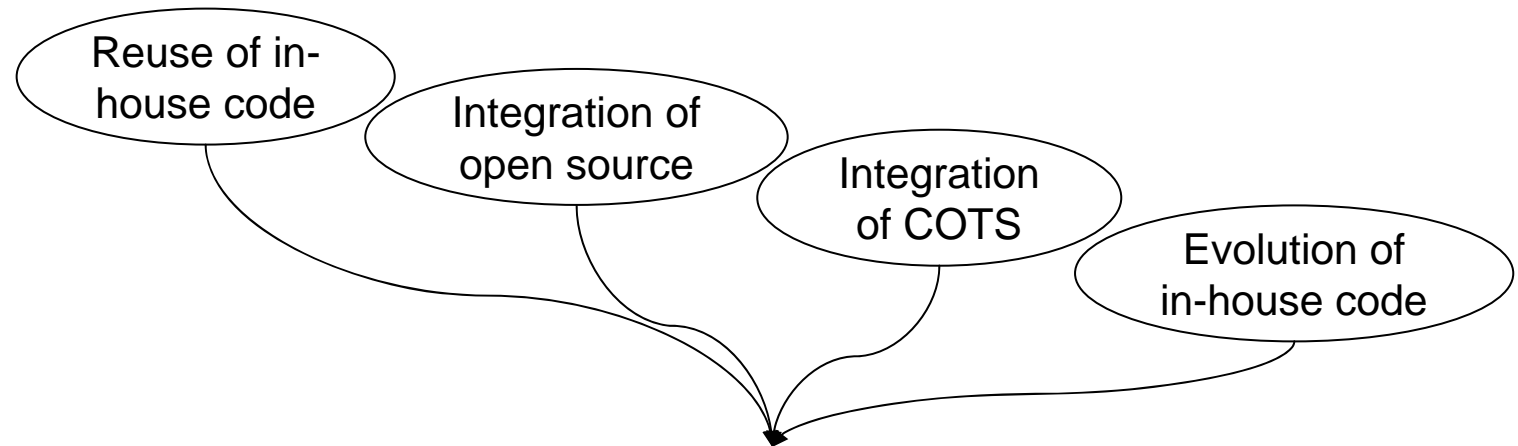 Reuse of in-
house code
Integration of
open source
Integration
of COTS
Evolution of
in-house code